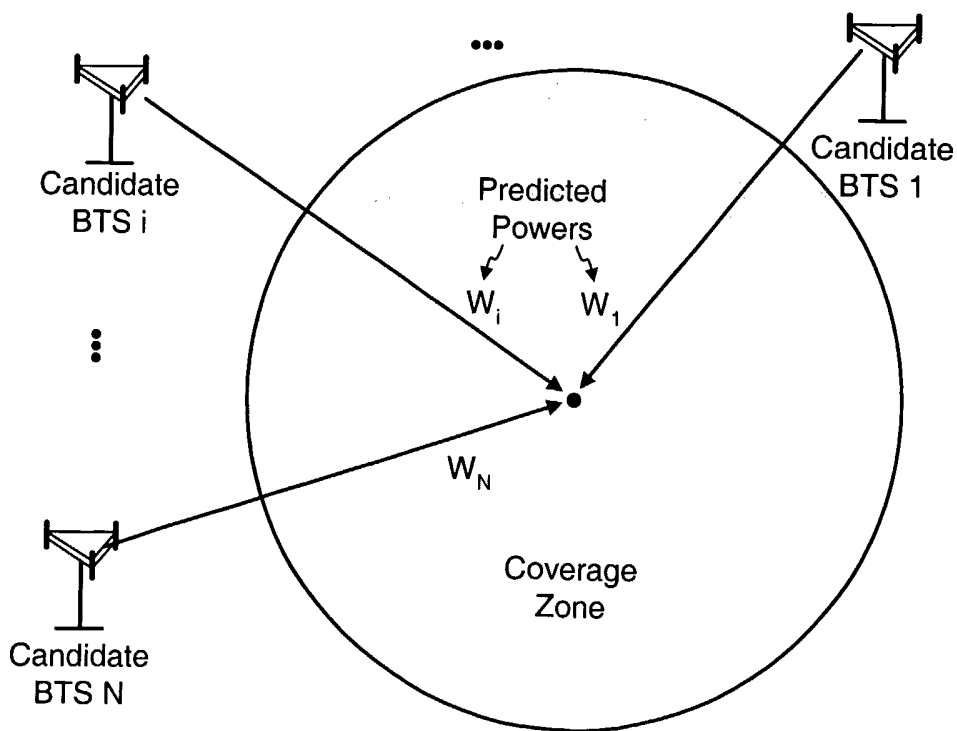 Candidate
BTS i
Candidate
BTS 1
Predicted
Powers
W_i
W_1
W_N
Coverage
Zone
Candidate
BTS N